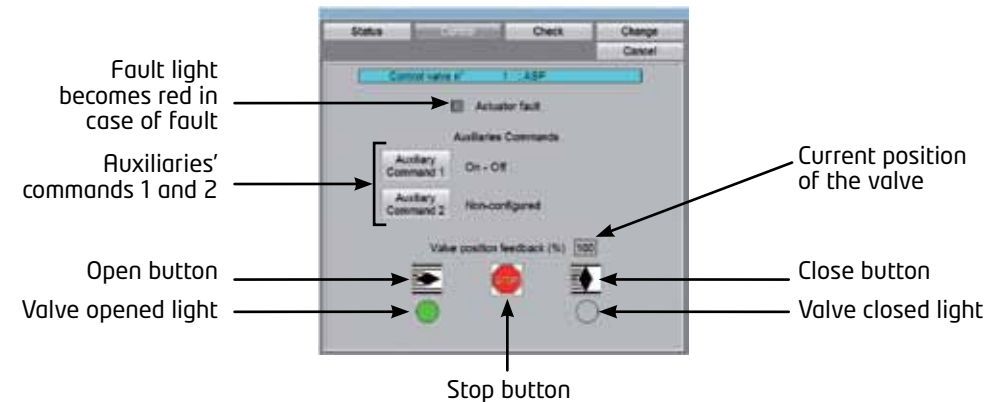 Status Control Check Change
Cancel
Control valve n° 1 : ASP
Fault light
becomes red in
case of fault
Actuator fault
Auxiliaries Commands
Auxiliaries'
commands 1 and 2
Auxiliary
Command 1
On - Off
Auxiliary
Command 2
Non-configured
Current position
of the valve
Valve position feedback (%) 100
Open button
STOP
Close button
Valve opened light
Valve closed light
Stop button